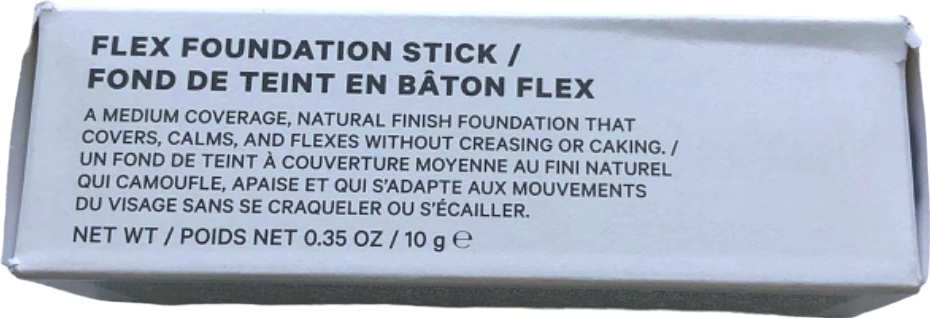 FLEX FOUNDATION STICK /
FOND DE TEINT EN BÂTON FLEX
A MEDIUM COVERAGE, NATURAL FINISH FOUNDATION THAT
COVERS, CALMS, AND FLEXES WITHOUT CREASING OR CAKING. /
UN FOND DE TEINT À COUVERTURE MOYENNE AU FINI NATUREL
QUI CAMOUFLE, APAISE ET QUI S'ADAPTE AUX MOUVEMENTS
DU VISAGE SANS SE CRAQUELER OU S'ÉCAILLER.
NET WT / POIDS NET 0.35 OZ / 10 g ℮